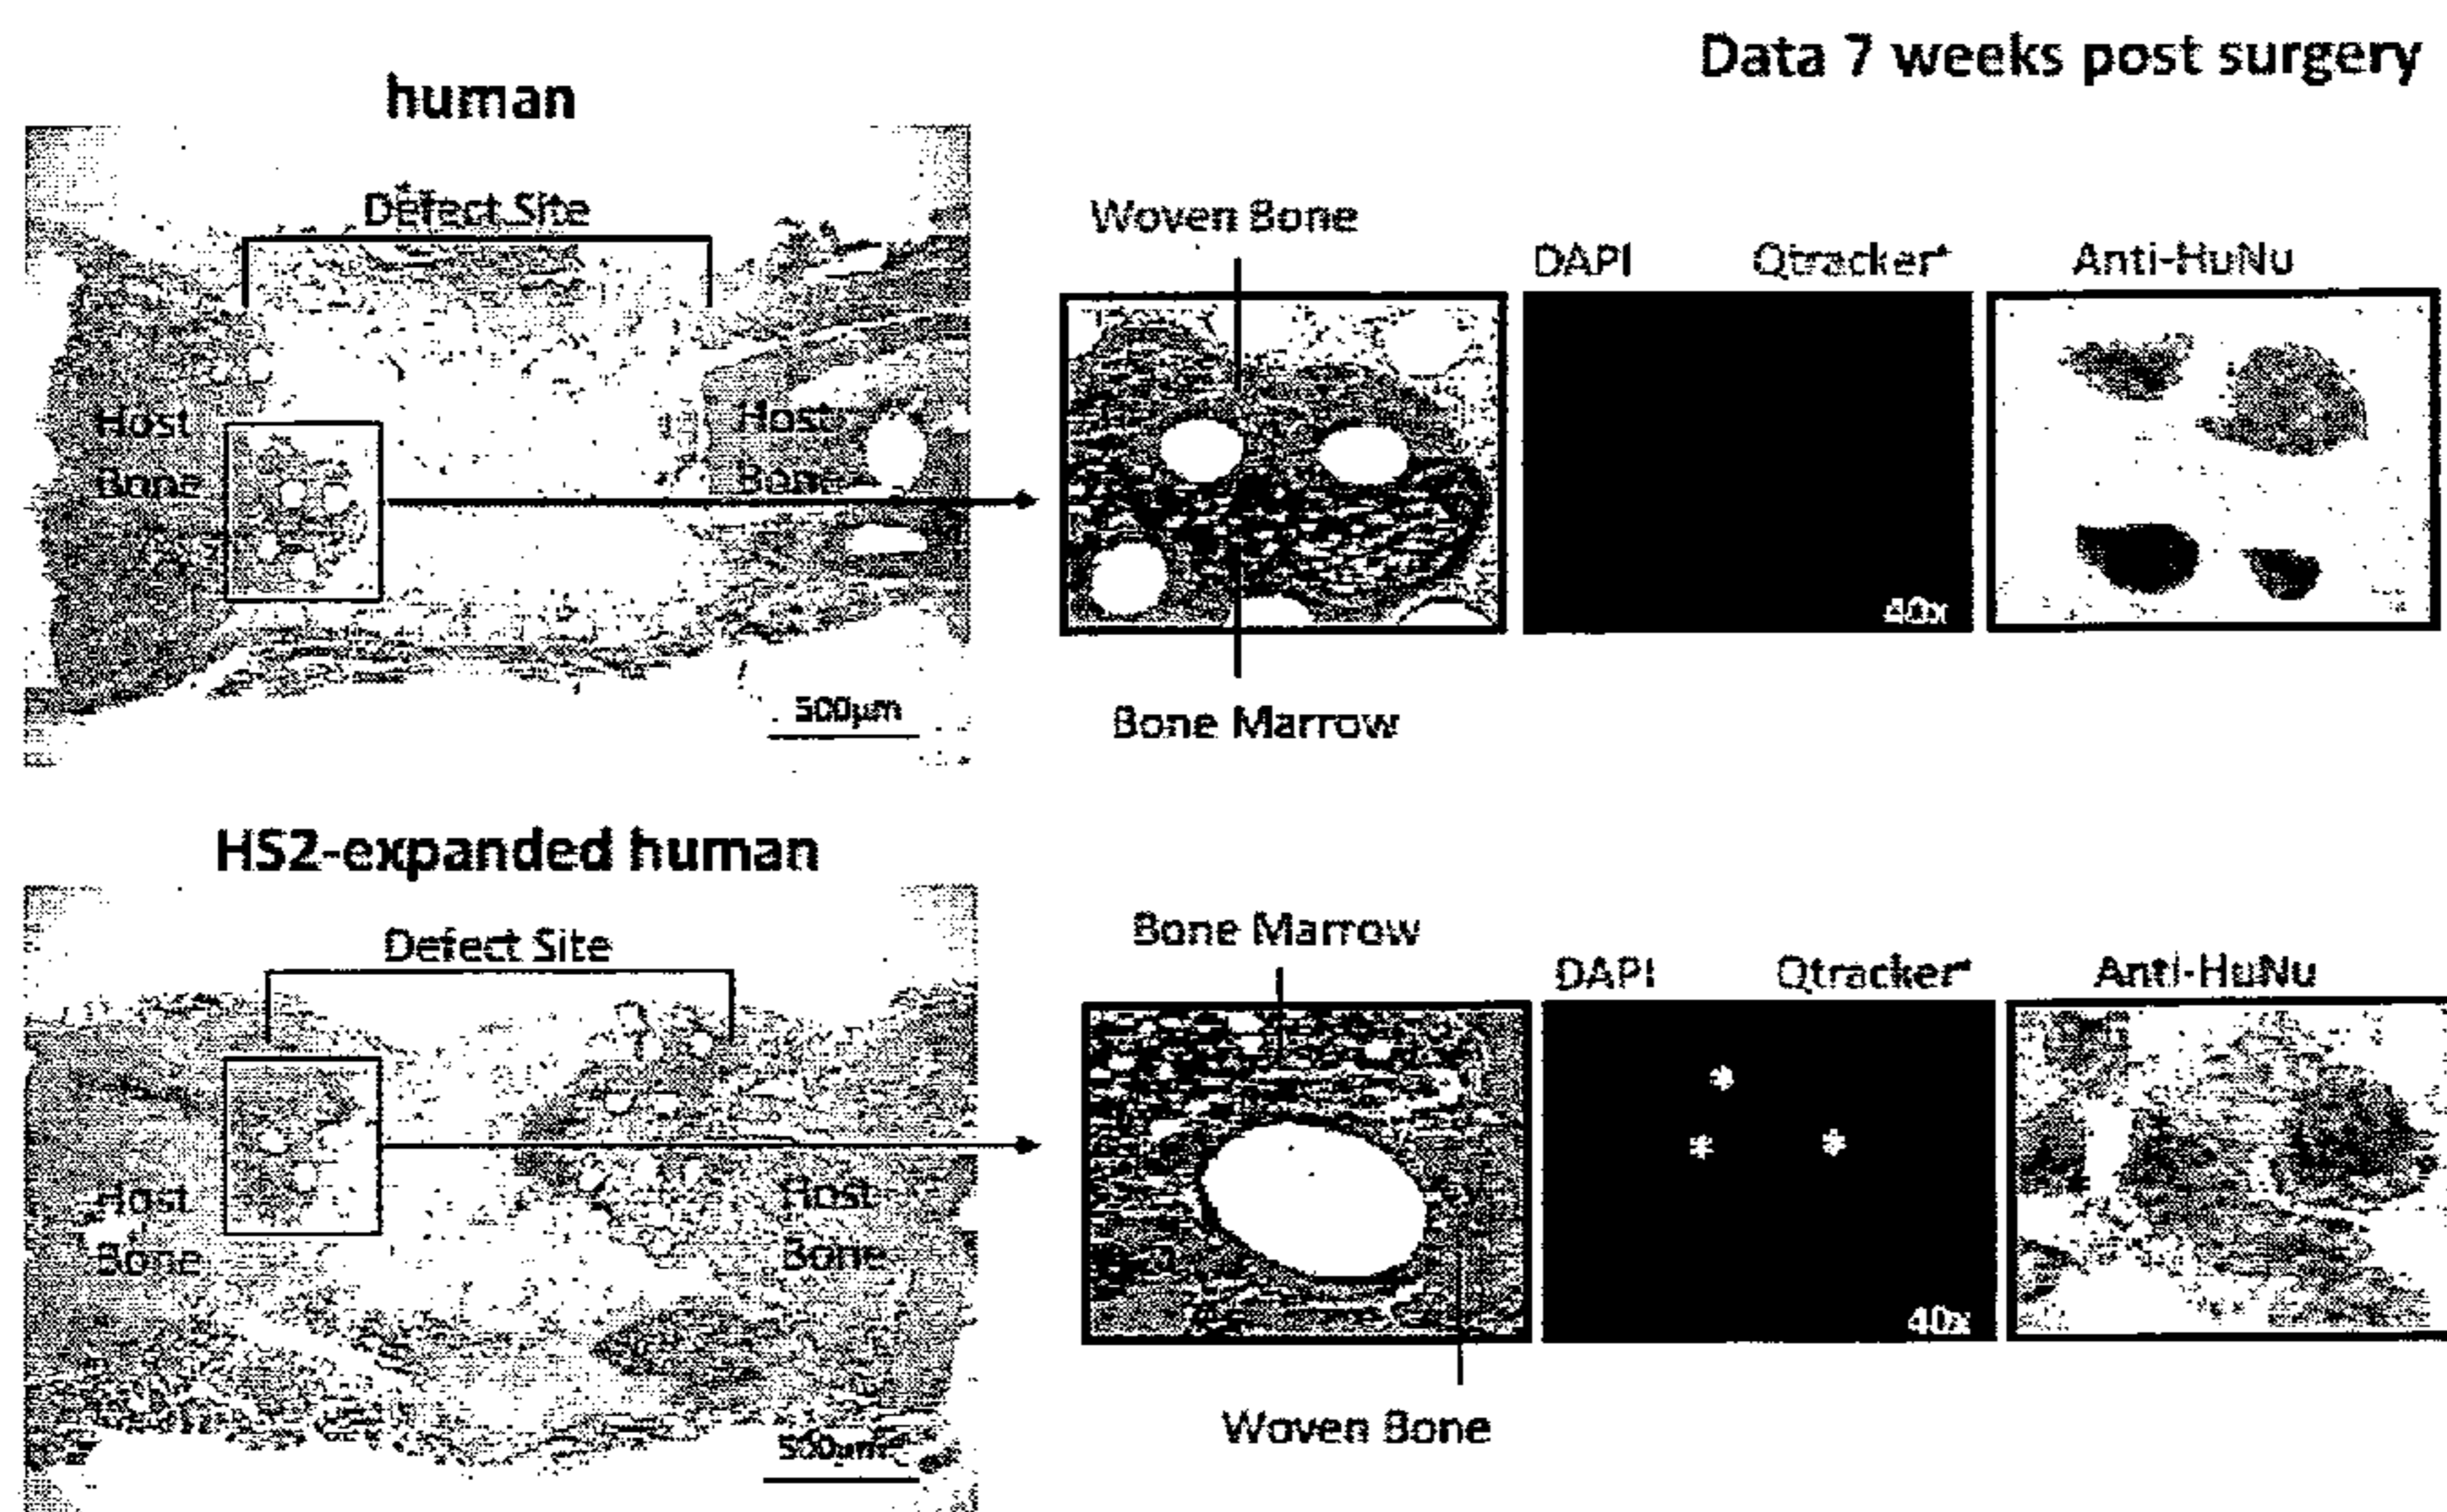 Data 7 weeks post surgery
human
Defect Site
Host
Bone
Host
Bone
500µm
Woven Bone
Bone Marrow
DAPI Qtracker* Anti-HuNu
40x
HS2-expanded human
Defect Site
Host
Bone
Host
Bone
500µm
Bone Marrow
Woven Bone
DAPI Qtracker* Anti-HuNu
40x